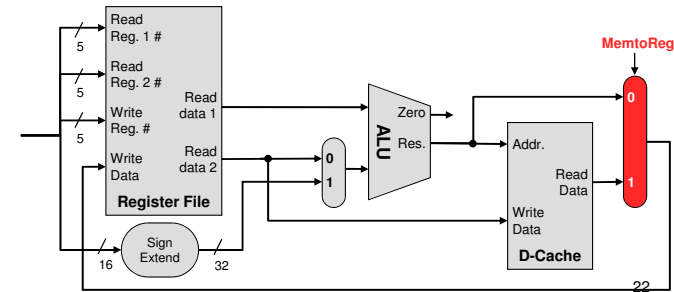 Read
Reg. 1 #
5
Read
Reg. 2 #
5
Write
Reg. #
5
Write
Data
Read
data 1
Read
data 2
Register File
16
Sign
Extend
32
0
1
ALU
Zero
Res.
Addr.
Read
Data
Write
Data
D-Cache
MemtoReg
0
1
22